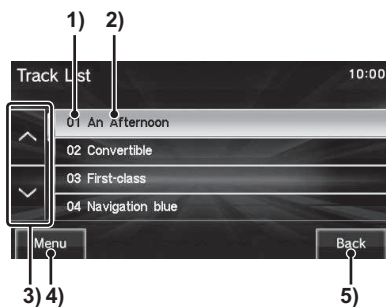 1) 2)
Track List 10:00
01 An Afternoon
02 Convertible
03 First-class
04 Navigation blue
Menu Back
3) 4) 5)